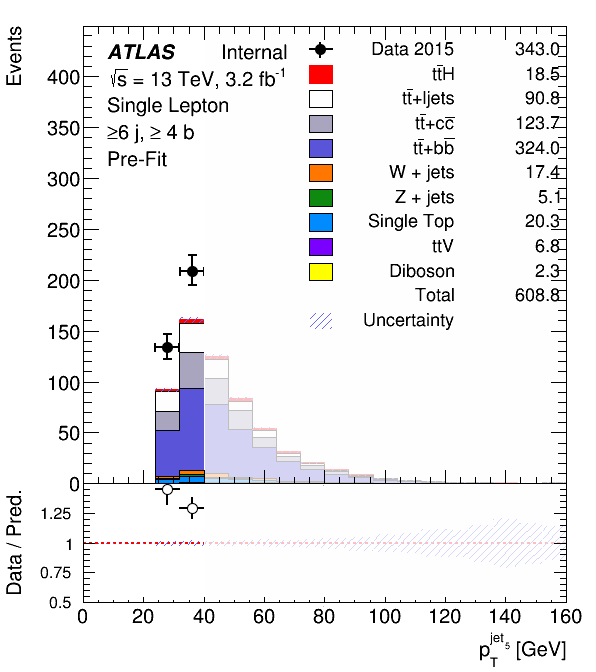 Events
ATLAS Internal
√s = 13 TeV, 3.2 fb⁻¹
Single Lepton
≥6 j, ≥ 4 b
Pre-Fit
Data 2015 343.0
tt̄H 18.5
tt̄+ljets 90.8
tt̄+cc̄ 123.7
tt̄+bb̄ 324.0
W + jets 17.4
Z + jets 5.1
Single Top 20.3
ttV 6.8
Diboson 2.3
Total 608.8
Uncertainty
400
350
300
250
200
150
100
50
0
Data / Pred.
1.25
1
0.75
0.5
0 20 40 60 80 100 120 140 160
p_T^jet₅ [GeV]